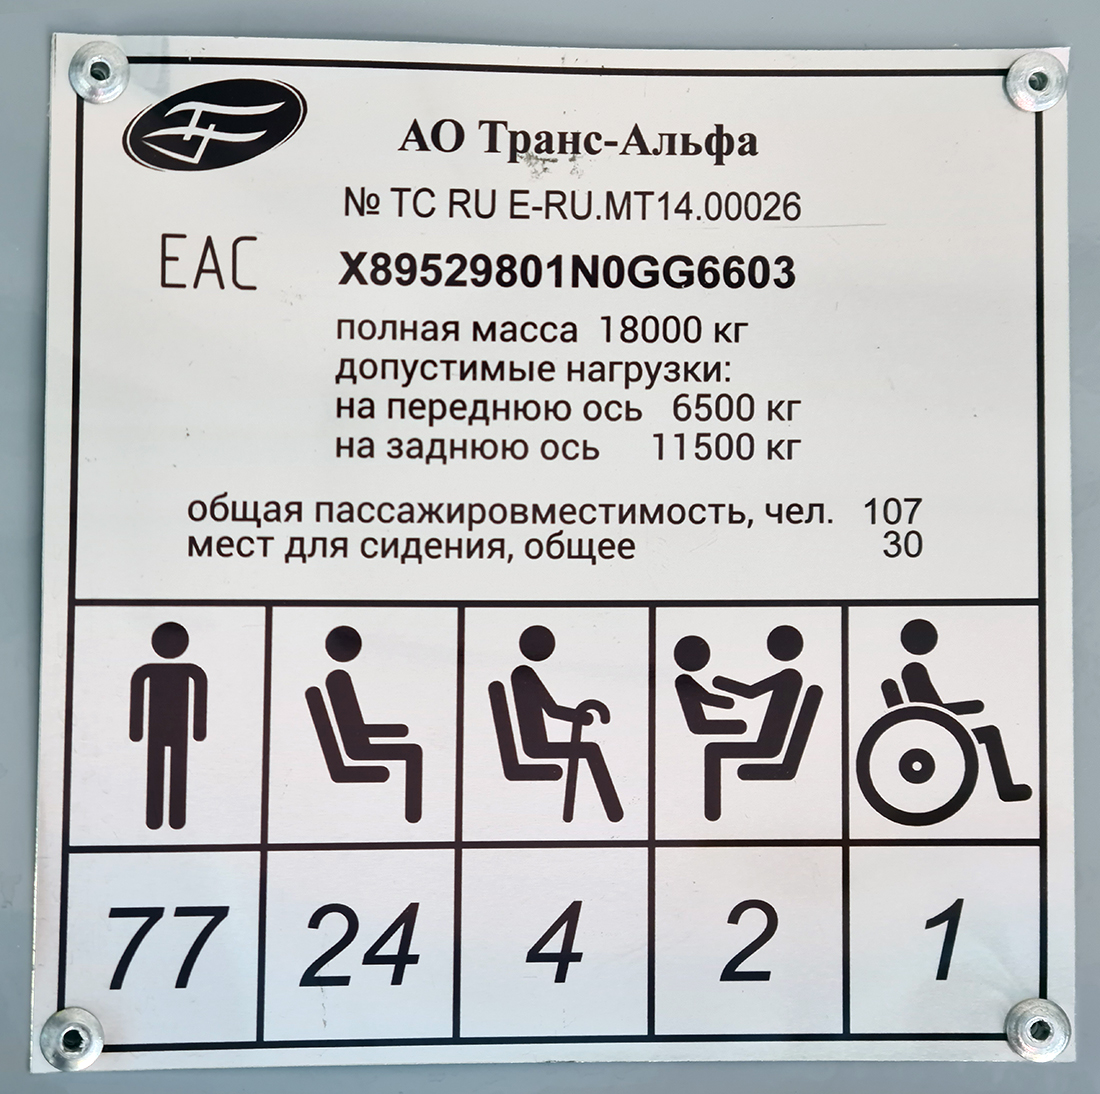 АО Транс-Альфа
№ ТС RU Е-RU.МТ14.00026
EAC
X89529801N0GG6603
полная масса 18000 кг
допустимые нагрузки:
на переднюю ось 6500 кг
на заднюю ось 11500 кг
общая пассажировместимость, чел. 107
мест для сидения, общее 30
77 24 4 2 1